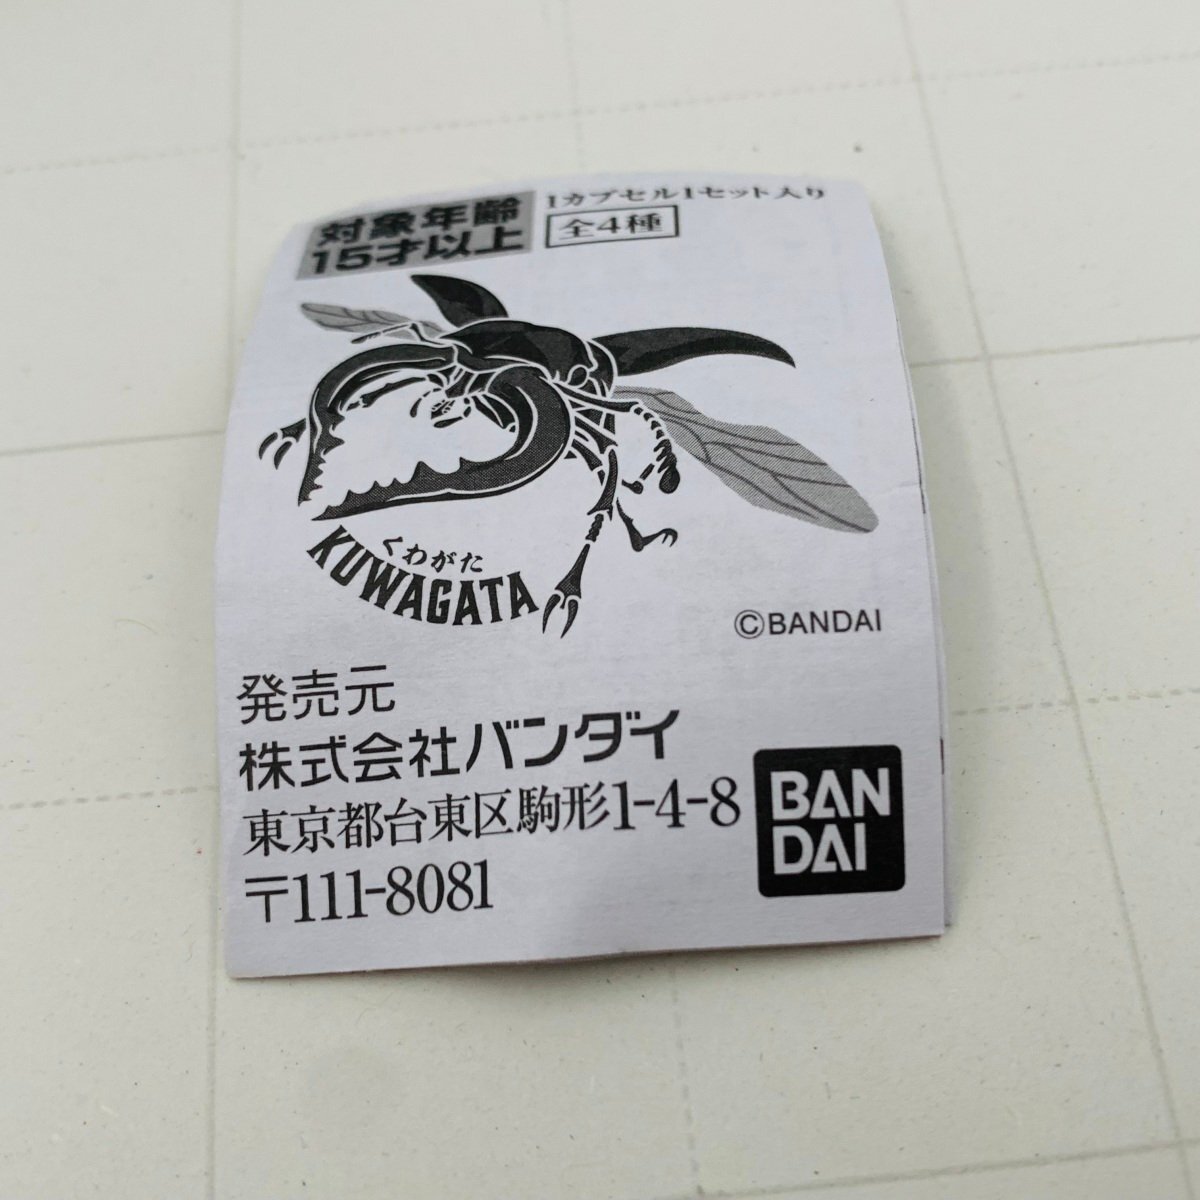 対象年齢
15才以上
1カプセル1セット入り
全4種
くわがた
KUWAGATA
©BANDAI
発売元
株式会社バンダイ
東京都台東区駒形1-4-8
〒111-8081
BAN
DAI